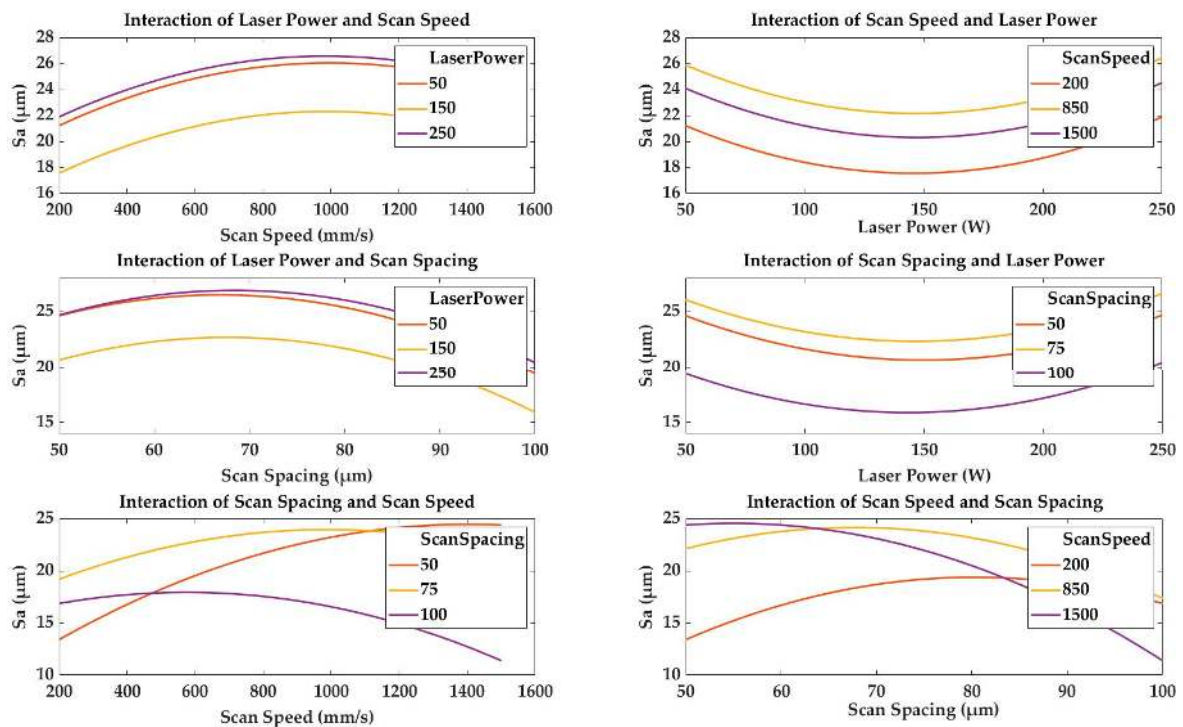 Interaction of Laser Power and Scan Speed
28
26
24
22
20
18
16
Sa (μm)
LaserPower
50
150
250
200 400 600 800 1000 1200 1400 1600
Scan Speed (mm/s)
Interaction of Scan Speed and Laser Power
28
26
24
22
20
18
16
Sa (μm)
ScanSpeed
200
850
1500
50 100 150 200 250
Laser Power (W)
Interaction of Laser Power and Scan Spacing
25
20
15
Sa (μm)
LaserPower
50
150
250
50 60 70 80 90 100
Scan Spacing (μm)
Interaction of Scan Spacing and Laser Power
25
20
15
Sa (μm)
ScanSpacing
50
75
100
50 100 150 200 250
Laser Power (W)
Interaction of Scan Spacing and Scan Speed
25
20
15
10
Sa (μm)
ScanSpacing
50
75
100
200 400 600 800 1000 1200 1400 1600
Scan Speed (mm/s)
Interaction of Scan Speed and Scan Spacing
25
20
15
10
Sa (μm)
ScanSpeed
200
850
1500
50 60 70 80 90 100
Scan Spacing (μm)